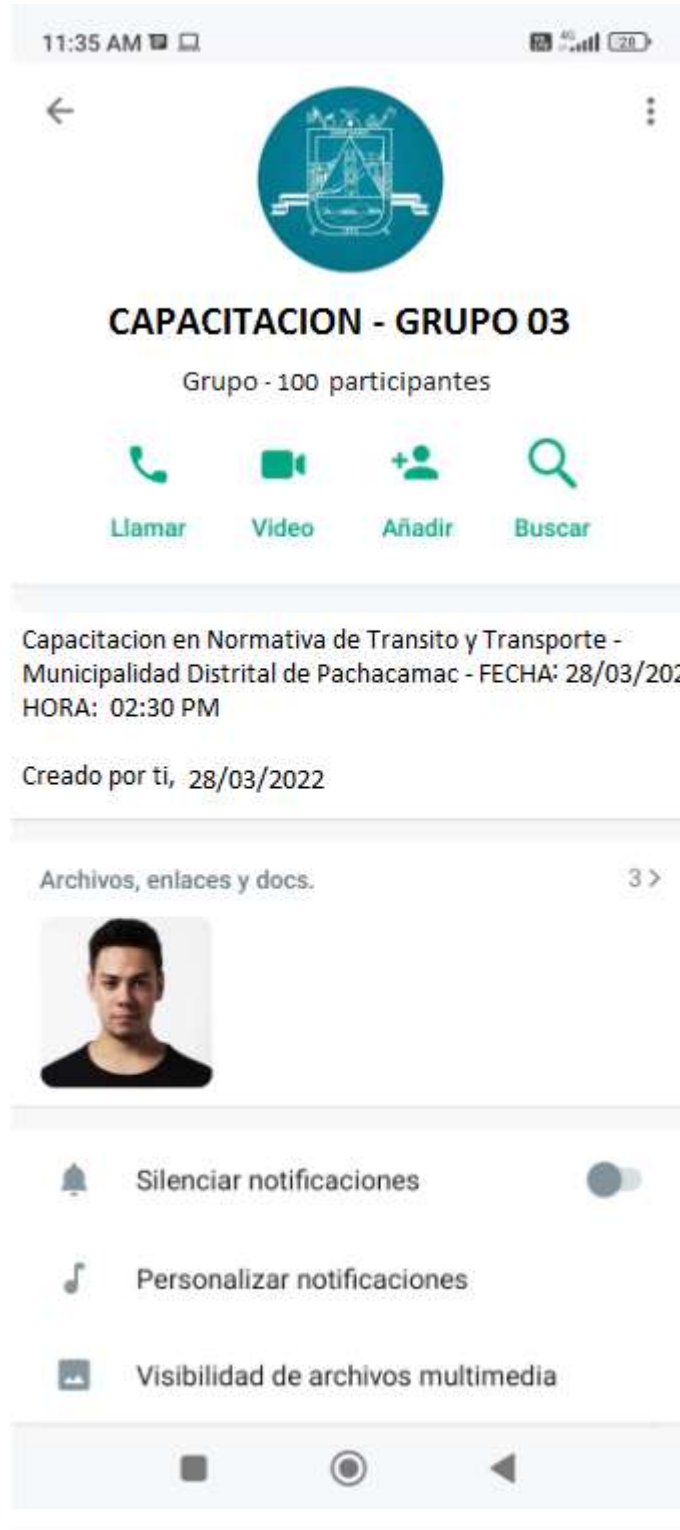 11:35 AM
4G
28
CAPACITACION - GRUPO 03
Grupo - 100 participantes
Llamar Video Añadir Buscar
Capacitacion en Normativa de Transito y Transporte -
Municipalidad Distrital de Pachacamac - FECHA: 28/03/202
HORA: 02:30 PM
Creado por ti, 28/03/2022
Archivos, enlaces y docs. 3 >
Silenciar notificaciones
Personalizar notificaciones
Visibilidad de archivos multimedia